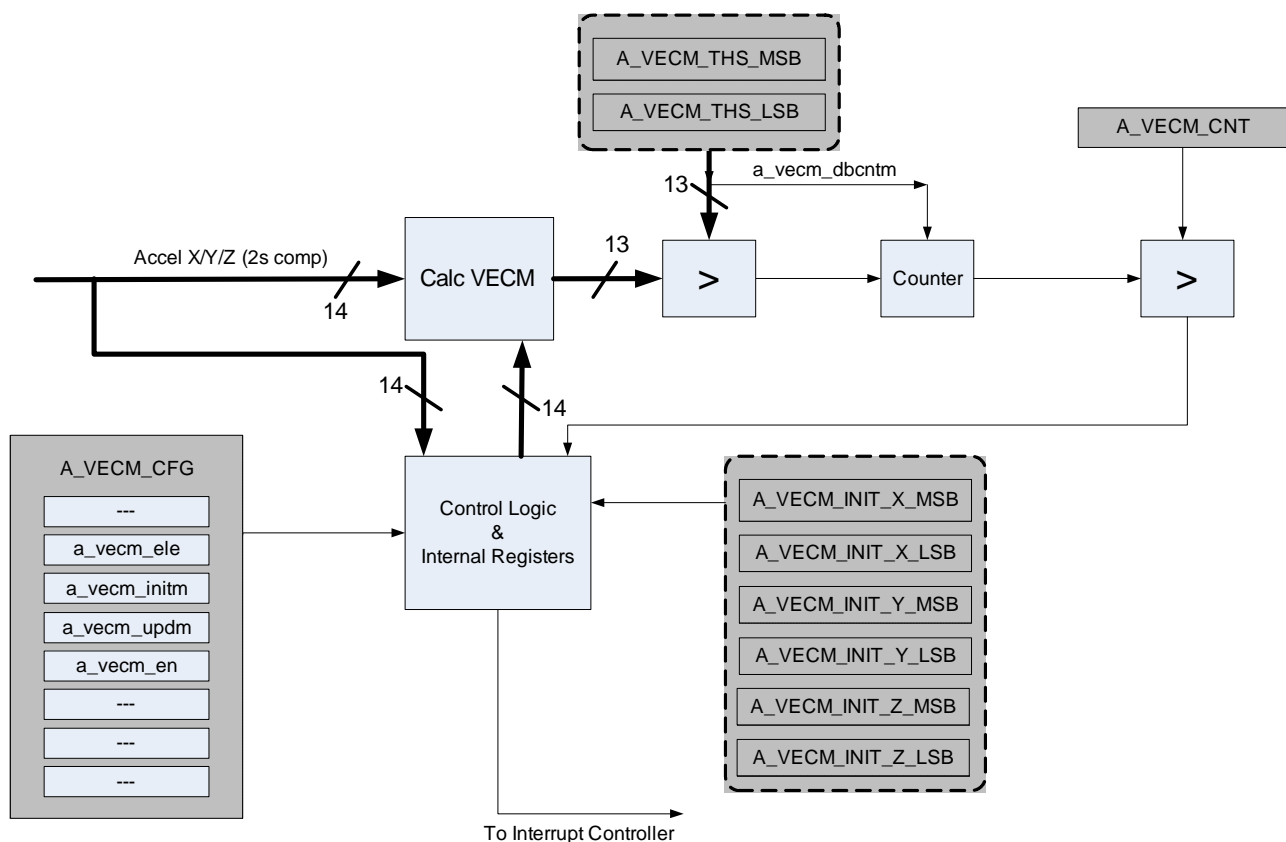 A_VECM_THS_MSB
A_VECM_THS_LSB
A_VECM_CNT
13
a_vecm_dbcntm
Accel X/Y/Z (2s comp)
14
Calc VECM
13
>
Counter
>
14
14
A_VECM_CFG
---
a_vecm_ele
a_vecm_initm
a_vecm_updm
a_vecm_en
---
---
---
Control Logic
&
Internal Registers
A_VECM_INIT_X_MSB
A_VECM_INIT_X_LSB
A_VECM_INIT_Y_MSB
A_VECM_INIT_Y_LSB
A_VECM_INIT_Z_MSB
A_VECM_INIT_Z_LSB
To Interrupt Controller